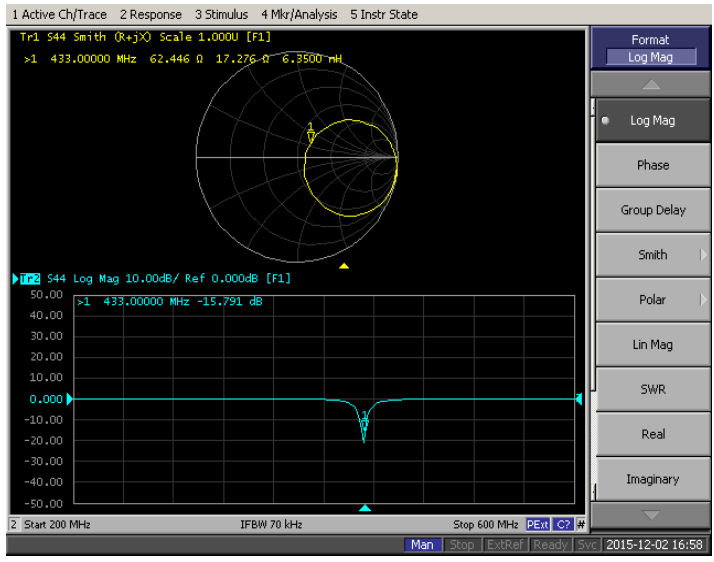 1 Active Ch/Trace 2 Response 3 Stimulus 4 Mkr/Analysis 5 Instr State
Tr1 S44 Smith (R+jX) Scale 1.000U [F1]
>1 433.00000 MHz 62.446 Ω 17.276 Ω 6.3500 nH
1
Tr2 S44 Log Mag 10.00dB/ Ref 0.000dB [F1]
>1 433.00000 MHz -15.791 dB
50.00
40.00
30.00
20.00
10.00
0.000
-10.00
-20.00
-30.00
-40.00
-50.00
1
2 Start 200 MHz IFBW 70 kHz Stop 600 MHz PExt C? #
Format
Log Mag
Log Mag
Phase
Group Delay
Smith
Polar
Lin Mag
SWR
Real
Imaginary
Man Stop ExtRef Ready Svc 2015-12-02 16:58